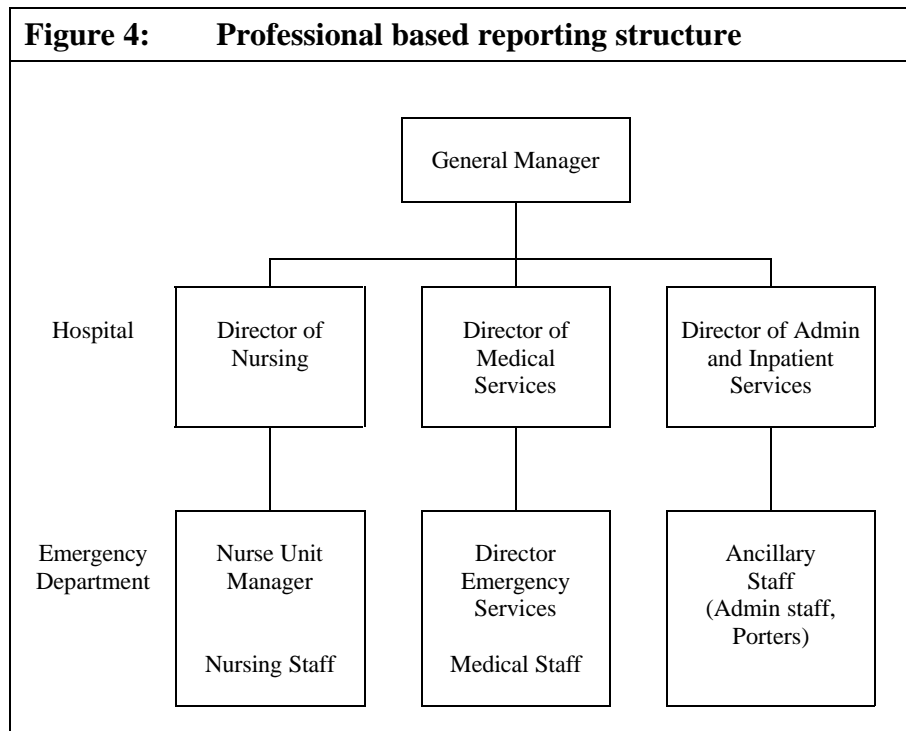 Figure 4: Professional based reporting structure
General Manager
Hospital
Director of
Nursing
Director of
Medical
Services
Director of Admin
and Inpatient
Services
Emergency
Department
Nurse Unit
Manager
Nursing Staff
Director
Emergency
Services
Medical Staff
Ancillary
Staff
(Admin staff,
Porters)